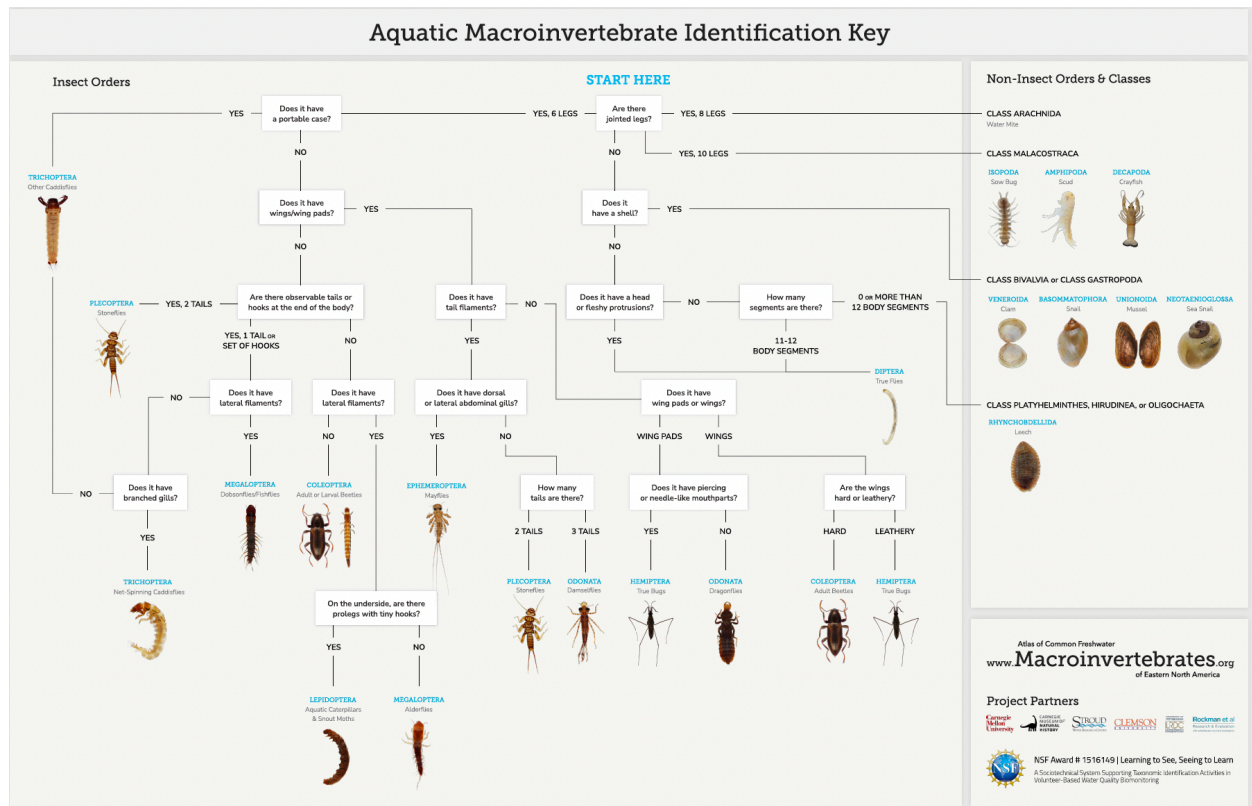 Aquatic Macroinvertebrate Identification Key
Insect Orders
START HERE
Non-Insect Orders & Classes
Does it have
a portable case?
YES
YES, 6 LEGS
Are there
jointed legs?
YES, 8 LEGS
CLASS ARACHNIDA
Water Mite
NO
NO
YES, 10 LEGS
CLASS MALACOSTRACA
TRICHOPTERA
Other Caddisflies
ISOPODA
Sow Bug
AMPHIPODA
Scud
DECAPODA
Crayfish
Does it have
wings/wing pads?
YES
Does it
have a shell?
YES
NO
NO
CLASS BIVALVIA or CLASS GASTROPODA
VENEROIDA
Clam
BASOMMATOPHORA
Snail
UNIONOIDA
Mussel
NEOTAENIOGLOSSA
Sea Snail
PLECOPTERA
Stoneflies
YES, 2 TAILS
Are there observable tails or
hooks at the end of the body?
Does it have
tail filaments?
NO
Does it have a head
or fleshy protrusions?
NO
How many
segments are there?
0 OR MORE THAN
12 BODY SEGMENTS
YES, 1 TAIL OR
SET OF HOOKS
NO
YES
YES
11-12
BODY SEGMENTS
DIPTERA
True Flies
NO
Does it have
lateral filaments?
Does it have
lateral filaments?
Does it have dorsal
or lateral abdominal gills?
Does it have
wing pads or wings?
CLASS PLATYHELMINTHES, HIRUDINEA, or OLIGOCHAETA
RHYNCHOBDELLIDA
Leech
YES
NO
YES
YES
NO
WING PADS
WINGS
NO
Does it have
branched gills?
MEGALOPTERA
Dobsonflies/Fishflies
COLEOPTERA
Adult or Larval Beetles
EPHEMEROPTERA
Mayflies
How many
tails are there?
Does it have piercing
or needle-like mouthparts?
Are the wings
hard or leathery?
YES
2 TAILS
3 TAILS
YES
NO
HARD
LEATHERY
TRICHOPTERA
Net-Spinning Caddisflies
PLECOPTERA
Stoneflies
ODONATA
Damselflies
HEMIPTERA
True Bugs
ODONATA
Dragonflies
COLEOPTERA
Adult Beetles
HEMIPTERA
True Bugs
On the underside, are there
prolegs with tiny hooks?
YES
NO
LEPIDOPTERA
Aquatic Caterpillars
& Snout Moths
MEGALOPTERA
Alderflies
Atlas of Common Freshwater
www.Macroinvertebrates.org
of Eastern North America
Project Partners
Carnegie
Mellon
University
CARNEGIE
MUSEUM OF
NATURAL
HISTORY
STROUD
CLEMSON
LRDC
Rockman et al
NSF
NSF Award # 1516149 | Learning to See, Seeing to Learn
A Sociotechnical System Supporting Taxonomic Identification Activities in
Volunteer-Based Water Quality Biomonitoring